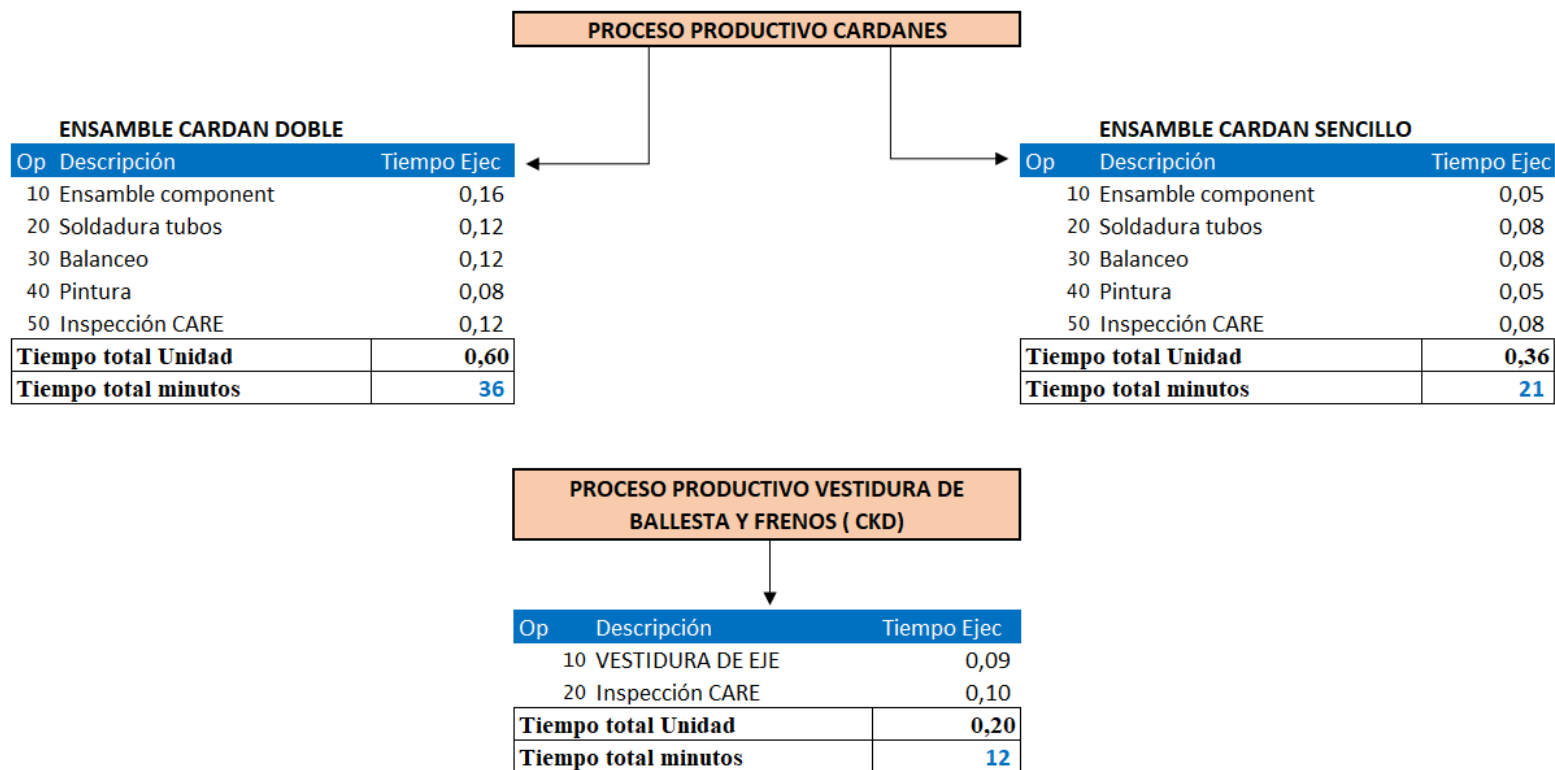 PROCESO PRODUCTIVO CARDANES
ENSAMBLE CARDAN DOBLE
Op Descripción Tiempo Ejec
10 Ensamble component 0,16
20 Soldadura tubos 0,12
30 Balanceo 0,12
40 Pintura 0,08
50 Inspección CARE 0,12
Tiempo total Unidad 0,60
Tiempo total minutos 36
ENSAMBLE CARDAN SENCILLO
Op Descripción Tiempo Ejec
10 Ensamble component 0,05
20 Soldadura tubos 0,08
30 Balanceo 0,08
40 Pintura 0,05
50 Inspección CARE 0,08
Tiempo total Unidad 0,36
Tiempo total minutos 21
PROCESO PRODUCTIVO VESTIDURA DE
BALLESTA Y FRENOS ( CKD)
Op Descripción Tiempo Ejec
10 VESTIDURA DE EJE 0,09
20 Inspección CARE 0,10
Tiempo total Unidad 0,20
Tiempo total minutos 12